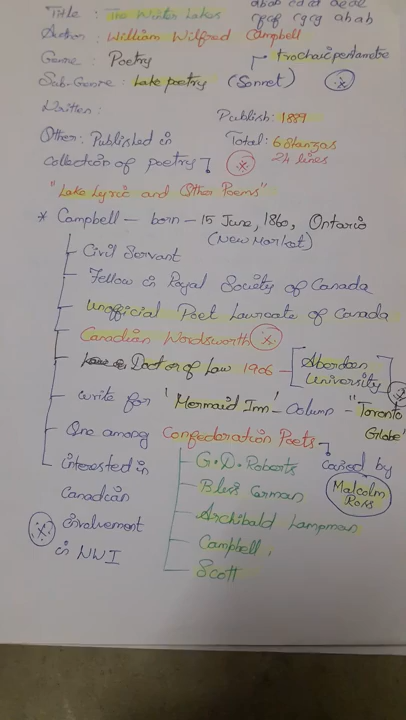 Title : The Winter Lakes
abab cdcd aede
fgfg cgcg abab
Author : William Wilfred Campbell
Genre : Poetry
trochaic pentametre
Sub-Genre : Lake poetry (Sonnet)
Written :
Publish : 1889
Other : Published in
Total : 6 stanzas
collection of poetry
24 lines
"Lake Lyric and Other Poems"
* Campbell — born — 15 June, 1860, Ontario
(New Market)
Civil Servant
Fellow in Royal Society of Canada
Unofficial Poet Laureate of Canada
Canadian Wordsworth
Doctor of Law 1906 — Aberdeen
University
write for 'Mermaid Inn' — column — "Toronto
Globe"
One among Confederation Poets
interested in
Canadian
involvement
in WWI
G.D. Roberts
Bliss Carman
Archibald Lampman
Campbell,
Scott
coined by
Malcolm
Ross